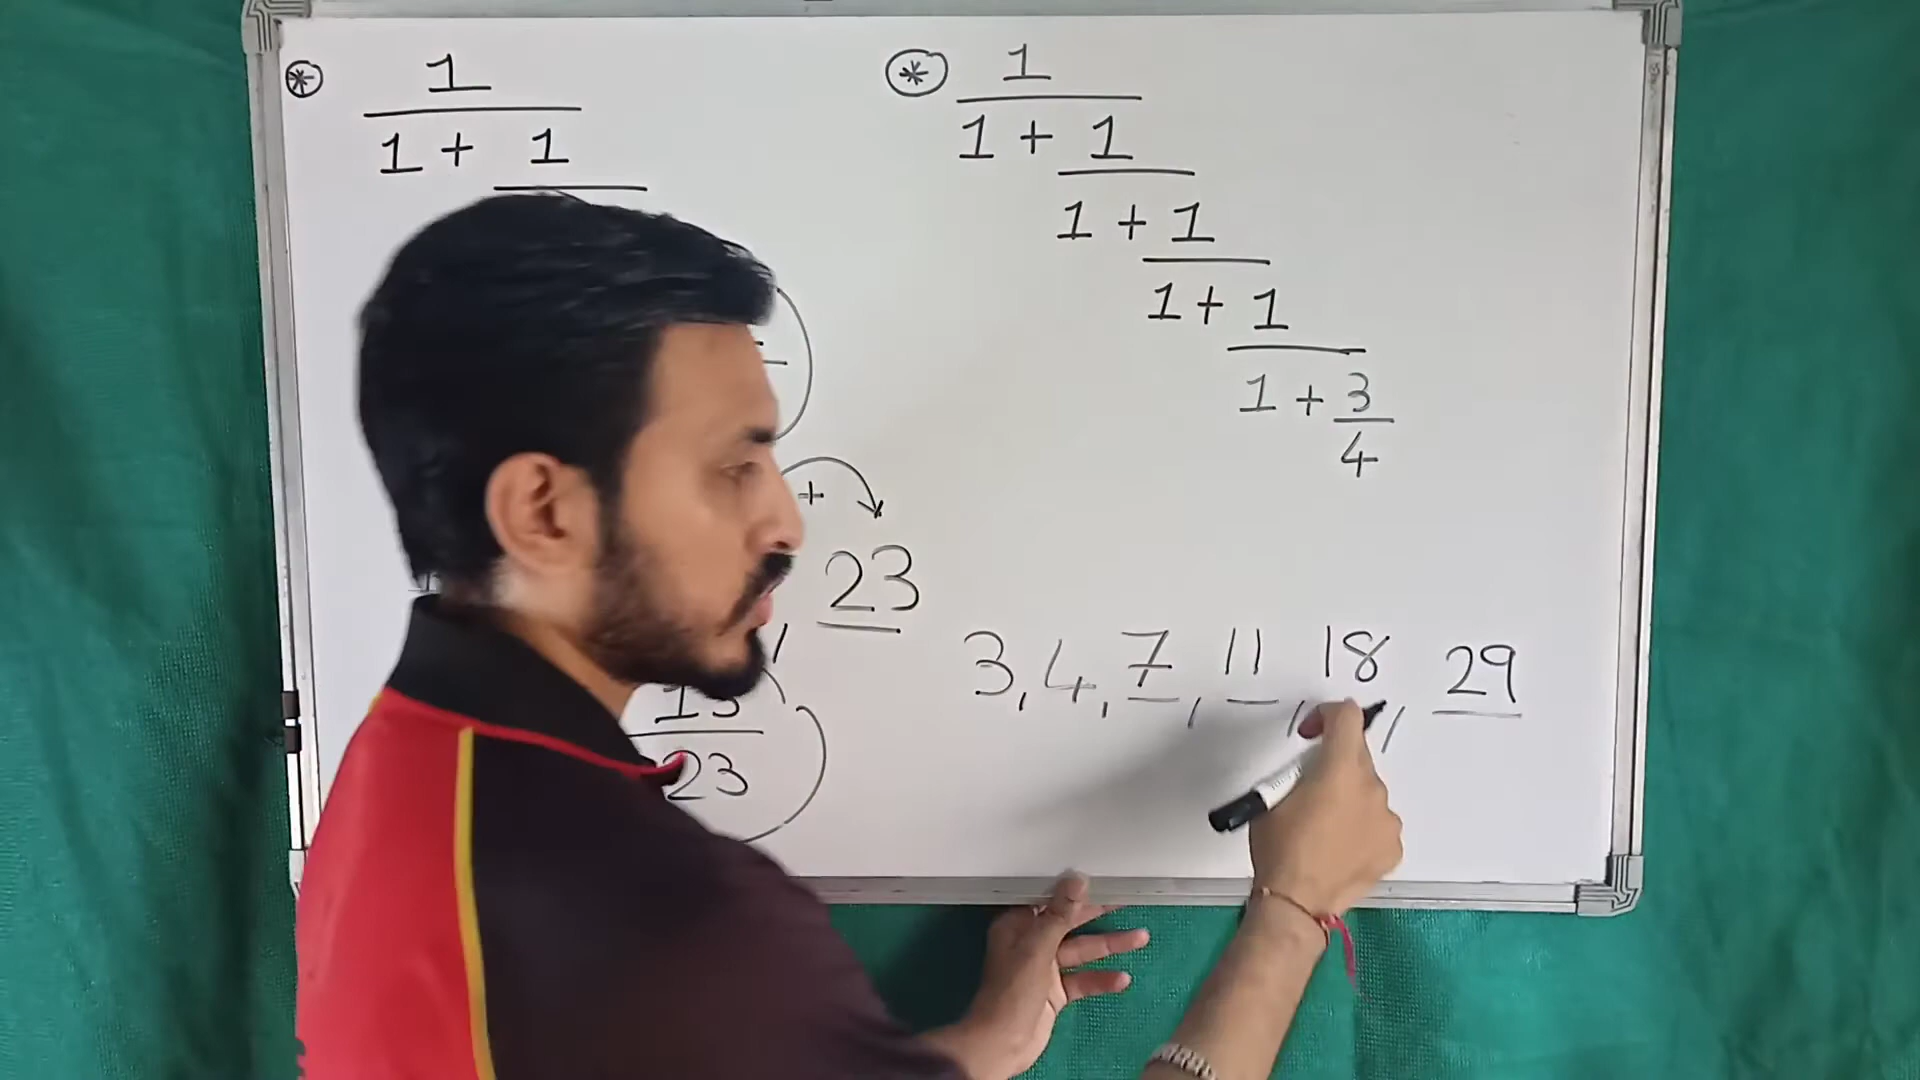 * 1
1 + 1
+
23
13
23
* 1
1 + 1
1 + 1
1 + 1
1 + 3
4
3, 4, 7, 11, 18, 29